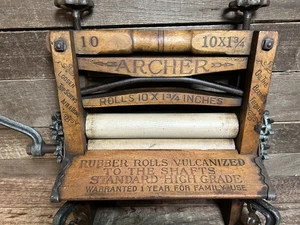 10 10X1¾
ARCHER
ROLLS 10 X 1¾ INCHES
RUBBER ROLLS VULCANIZED
TO THE SHAFTS
STANDARD HIGH GRADE
WARRANTED 1 YEAR FOR FAMILY USE